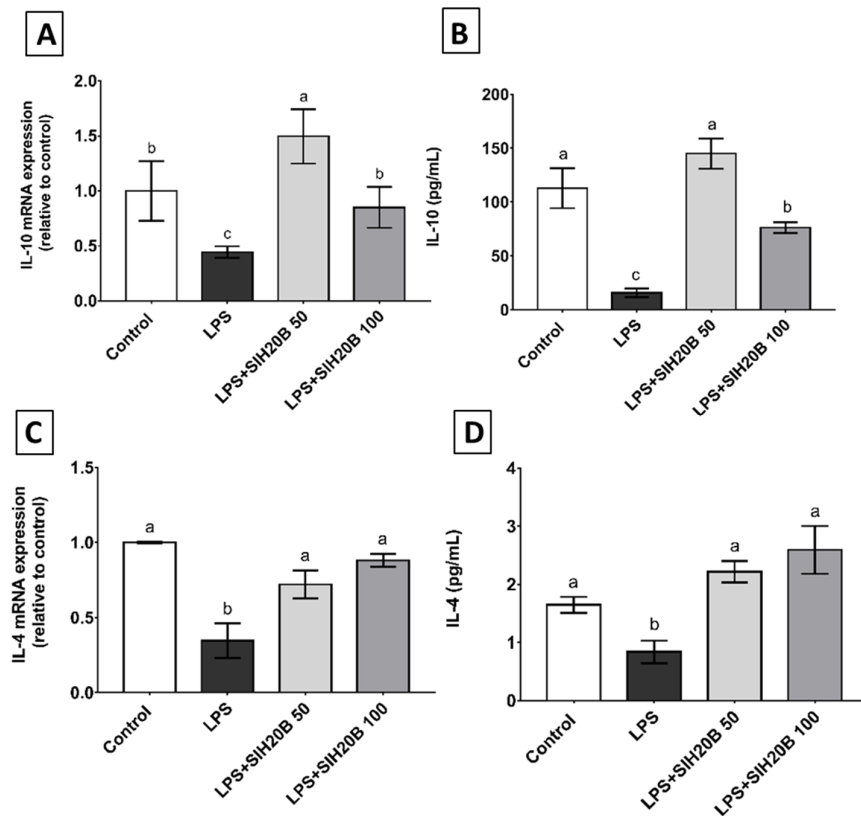 A
IL-10 mRNA expression
(relative to control)
2.0
1.5
1.0
0.5
0.0
b
c
a
b
Control
LPS
LPS+SIH20B 50
LPS+SIH20B 100
B
IL-10 (pg/mL)
200
150
100
50
0
a
c
a
b
Control
LPS
LPS+SIH20B 50
LPS+SIH20B 100
C
IL-4 mRNA expression
(relative to control)
1.5
1.0
0.5
0.0
a
b
a
a
Control
LPS
LPS+SIH20B 50
LPS+SIH20B 100
D
IL-4
(pg/mL)
4
3
2
1
0
a
b
a
a
Control
LPS
LPS+SIH20B 50
LPS+SIH20B 100